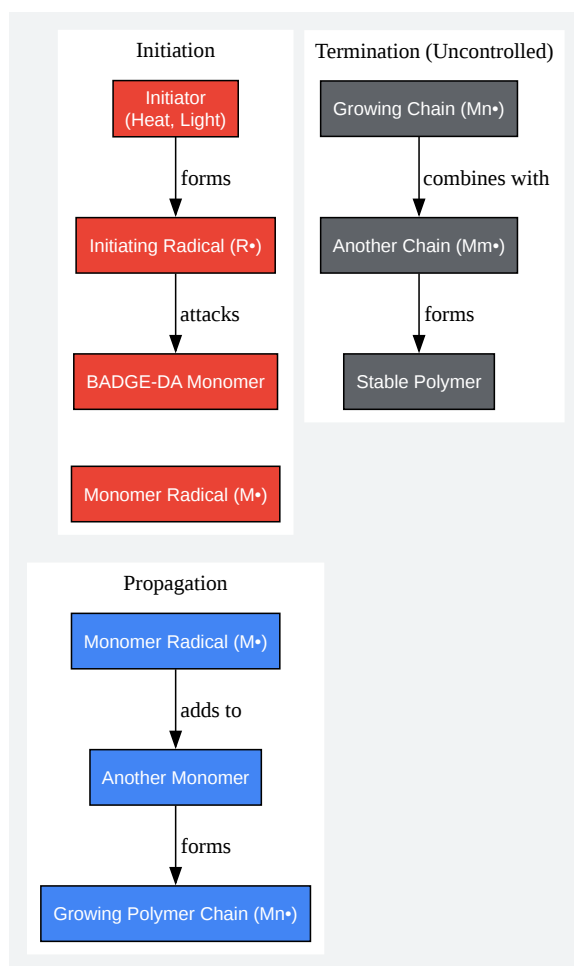 Initiation
Initiator
(Heat, Light)
forms
Initiating Radical (R•)
attacks
BADGE-DA Monomer
Monomer Radical (M•)
Termination (Uncontrolled)
Growing Chain (Mn•)
combines with
Another Chain (Mm•)
forms
Stable Polymer
Propagation
Monomer Radical (M•)
adds to
Another Monomer
forms
Growing Polymer Chain (Mn•)